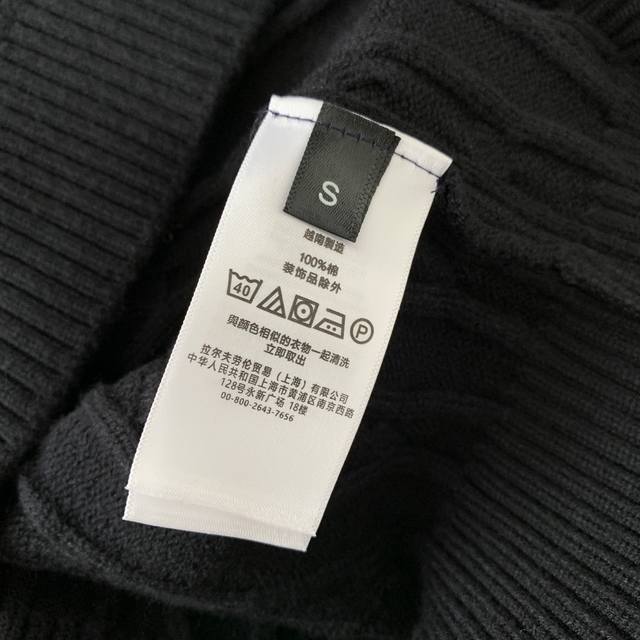 S
越南製造
100%棉
装饰品除外
40 P
與顏色相似的衣物一起清洗
立即取出
拉尔夫劳伦贸易（上海）有限公司
中华人民共和国上海市黄浦区南京西路
128号永新广场 18楼
00-800-2643-7656